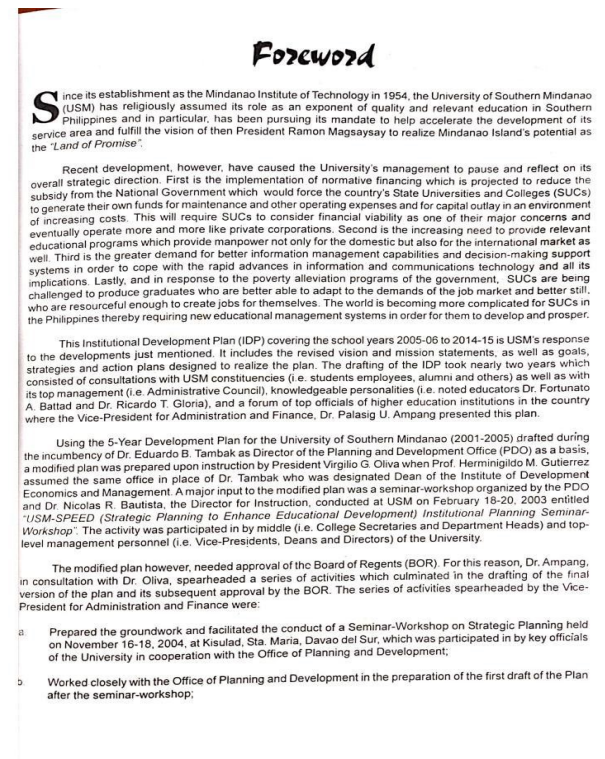 Foreword
Since its establishment as the Mindanao Institute of Technology in 1954, the University of Southern Mindanao
(USM) has religiously assumed its role as an exponent of quality and relevant education in Southern
Philippines and in particular, has been pursuing its mandate to help accelerate the development of its
service area and fulfill the vision of then President Ramon Magsaysay to realize Mindanao Island's potential as
the "Land of Promise".
Recent development, however, have caused the University's management to pause and reflect on its
overall strategic direction. First is the implementation of normative financing which is projected to reduce the
subsidy from the National Government which would force the country's State Universities and Colleges (SUCs)
to generate their own funds for maintenance and other operating expenses and for capital outlay in an environment
of increasing costs. This will require SUCs to consider financial viability as one of their major concerns and
eventually operate more and more like private corporations. Second is the increasing need to provide relevant
educational programs which provide manpower not only for the domestic but also for the international market as
well. Third is the greater demand for better information management capabilities and decision-making support
systems in order to cope with the rapid advances in information and communications technology and all its
implications. Lastly, and in response to the poverty alleviation programs of the government, SUCs are being
challenged to produce graduates who are better able to adapt to the demands of the job market and better still,
who are resourceful enough to create jobs for themselves. The world is becoming more complicated for SUCs in
the Philippines thereby requiring new educational management systems in order for them to develop and prosper.
This Institutional Development Plan (IDP) covering the school years 2005-06 to 2014-15 is USM's response
to the developments just mentioned. It includes the revised vision and mission statements, as well as goals,
strategies and action plans designed to realize the plan. The drafting of the IDP took nearly two years which
consisted of consultations with USM constituencies (i.e. students employees, alumni and others) as well as with
its top management (i.e. Administrative Council), knowledgeable personalities (i.e. noted educators Dr. Fortunato
A. Battad and Dr. Ricardo T. Gloria), and a forum of top officials of higher education institutions in the country
where the Vice-President for Administration and Finance, Dr. Palasig U. Ampang presented this plan.
Using the 5-Year Development Plan for the University of Southern Mindanao (2001-2005) drafted during
the incumbency of Dr. Eduardo B. Tambak as Director of the Planning and Development Office (PDO) as a basis,
a modified plan was prepared upon instruction by President Virgilio G. Oliva when Prof. Herminigildo M. Gutierrez
assumed the same office in place of Dr. Tambak who was designated Dean of the Institute of Development
Economics and Management. A major input to the modified plan was a seminar-workshop organized by the PDO
and Dr. Nicolas R. Bautista, the Director for Instruction, conducted at USM on February 18-20, 2003 entitled
"USM-SPEED (Strategic Planning to Enhance Educational Development) Institutional Planning Seminar-
Workshop". The activity was participated in by middle (i.e. College Secretaries and Department Heads) and top-
level management personnel (i.e. Vice-Presidents, Deans and Directors) of the University.
The modified plan however, needed approval of the Board of Regents (BOR). For this reason, Dr. Ampang,
in consultation with Dr. Oliva, spearheaded a series of activities which culminated in the drafting of the final
version of the plan and its subsequent approval by the BOR. The series of activities spearheaded by the Vice-
President for Administration and Finance were:
a. Prepared the groundwork and facilitated the conduct of a Seminar-Workshop on Strategic Planning held
on November 16-18, 2004, at Kisulad, Sta. Maria, Davao del Sur, which was participated in by key officials
of the University in cooperation with the Office of Planning and Development;
b. Worked closely with the Office of Planning and Development in the preparation of the first draft of the Plan
after the seminar-workshop;